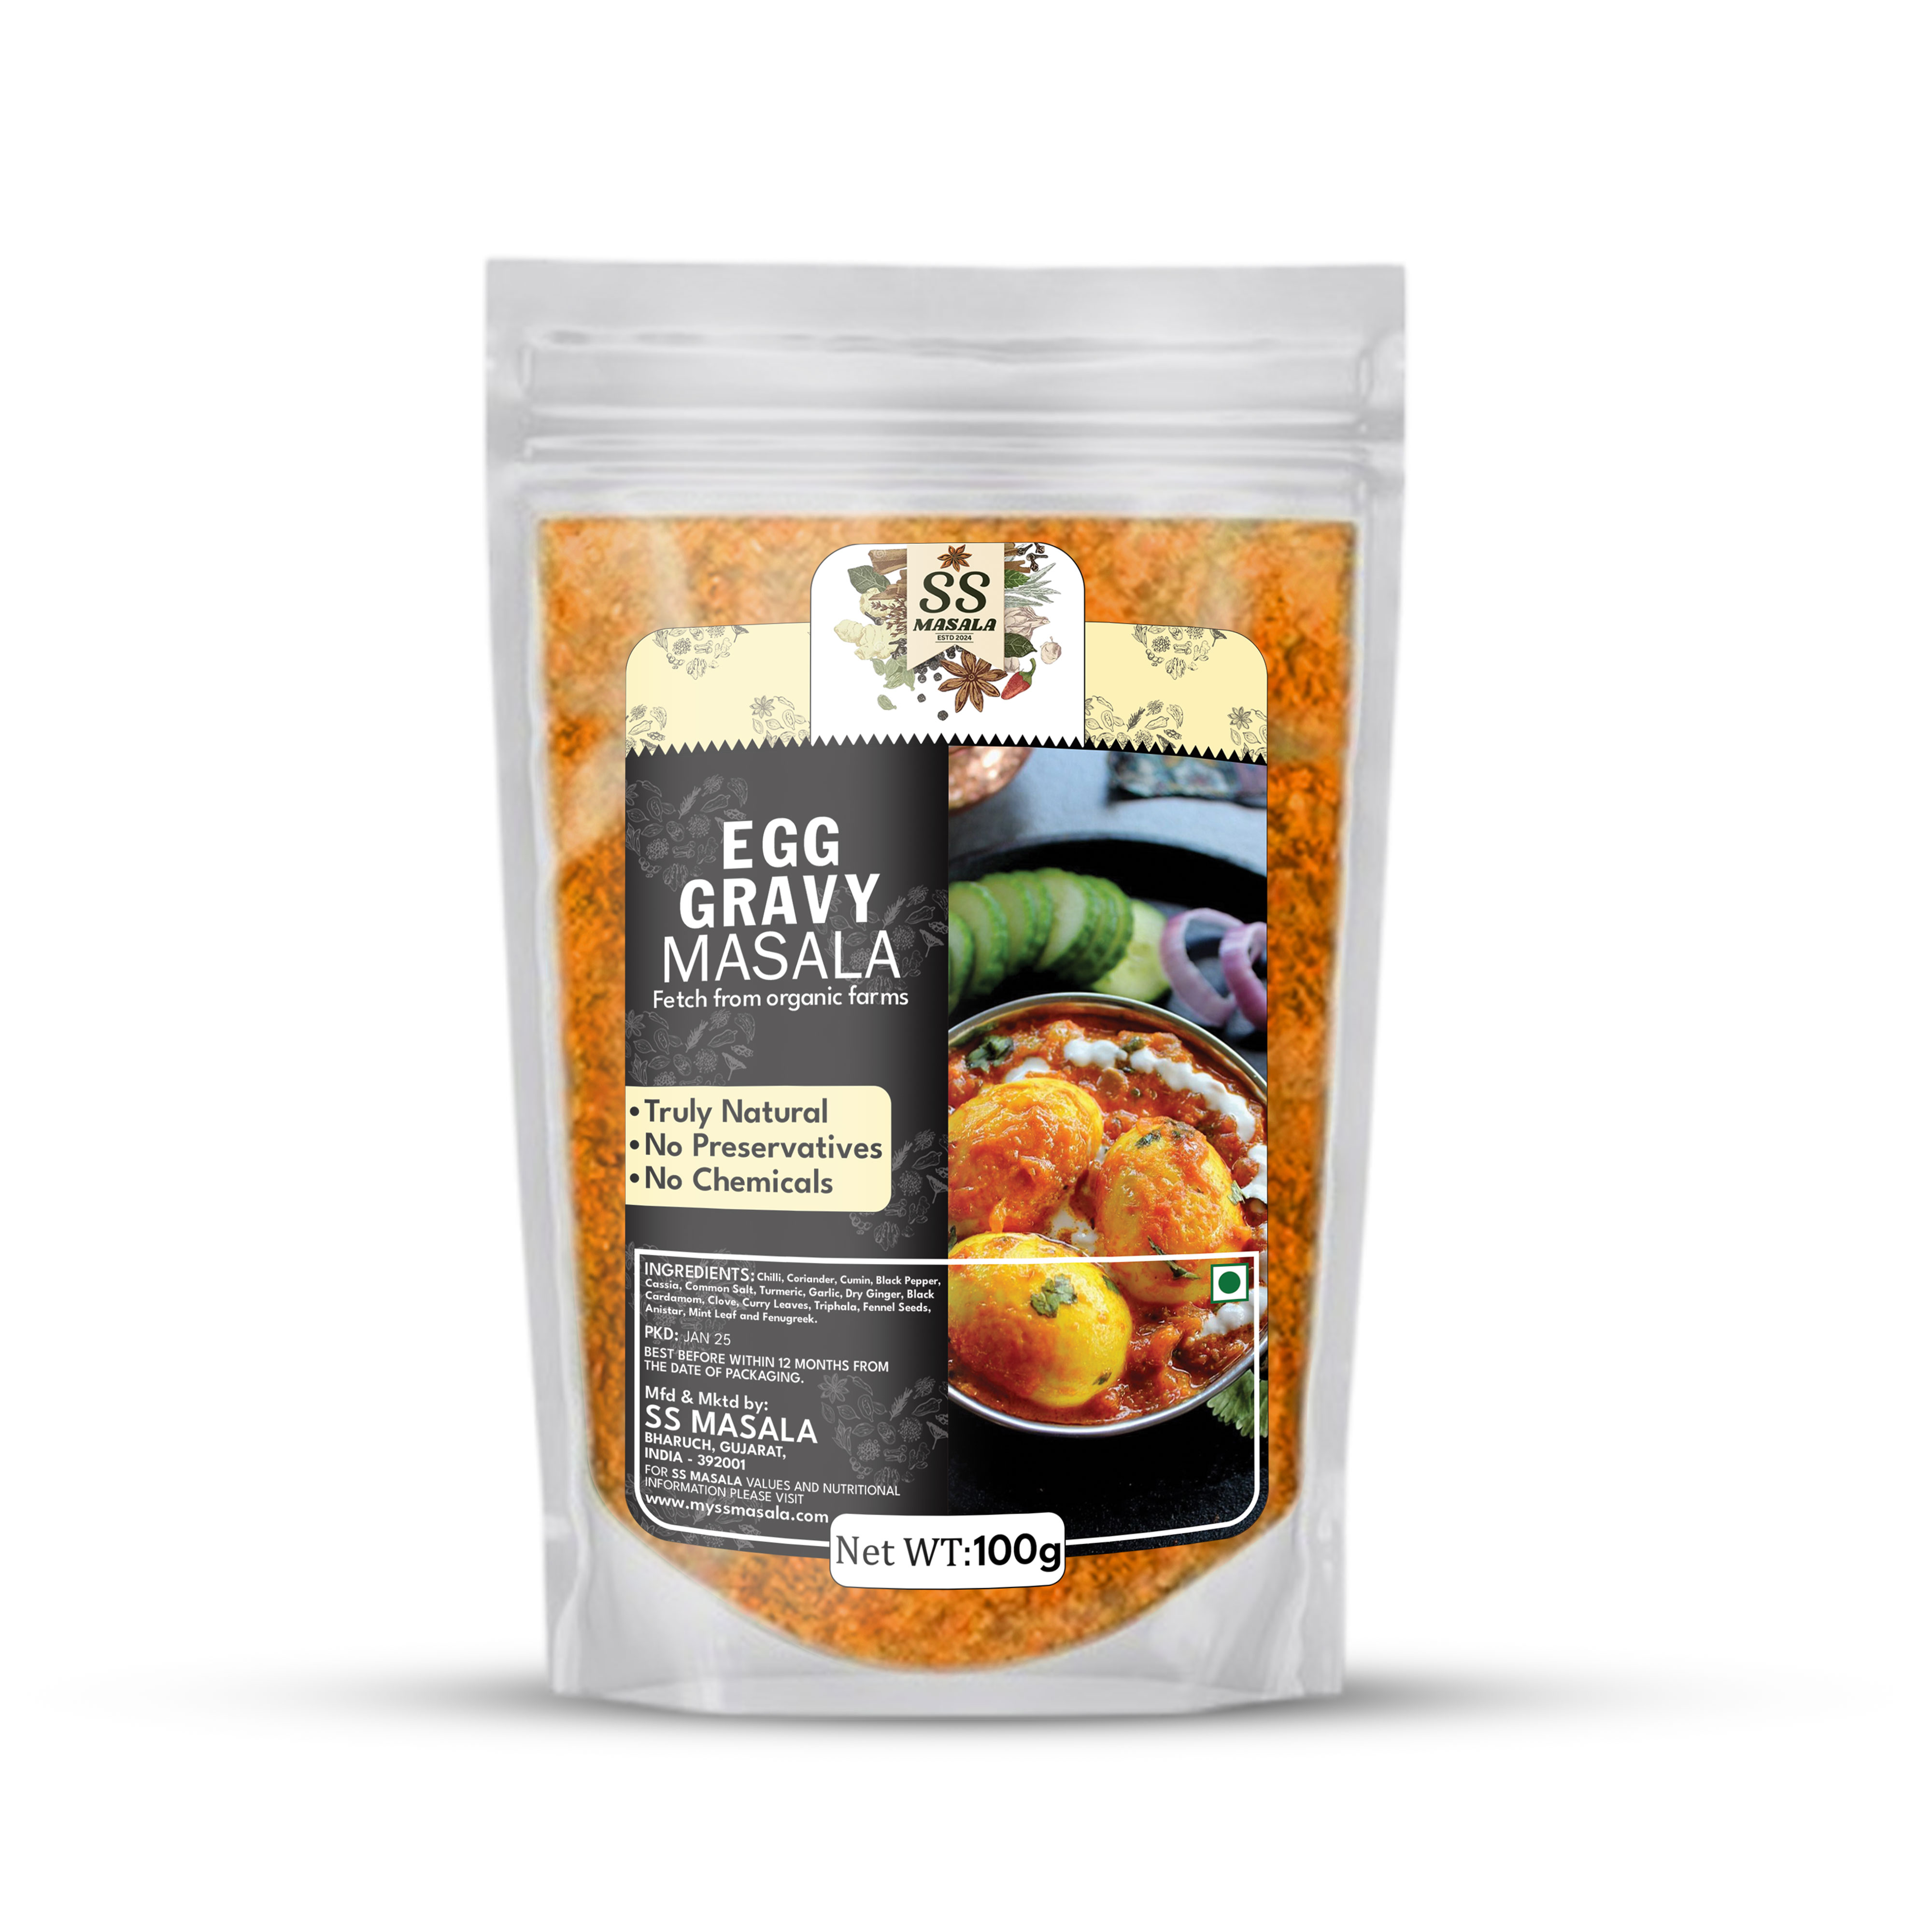 SS
MASALA
ESTD 2024
EGG
GRAVY
MASALA
Fetch from organic farms
•Truly Natural
•No Preservatives
•No Chemicals
INGREDIENTS: Chilli, Coriander, Cumin, Black Pepper,
Cassia, Common Salt, Turmeric, Garlic, Dry Ginger, Black
Cardamom, Clove, Curry Leaves, Triphala, Fennel Seeds,
Anistar, Mint Leaf and Fenugreek.
PKD: JAN 25
BEST BEFORE WITHIN 12 MONTHS FROM
THE DATE OF PACKAGING.
Mfd & Mktd by:
SS MASALA
BHARUCH, GUJARAT,
INDIA - 392001
FOR SS MASALA VALUES AND NUTRITIONAL
INFORMATION PLEASE VISIT
www.myssmasala.com
Net WT:100g